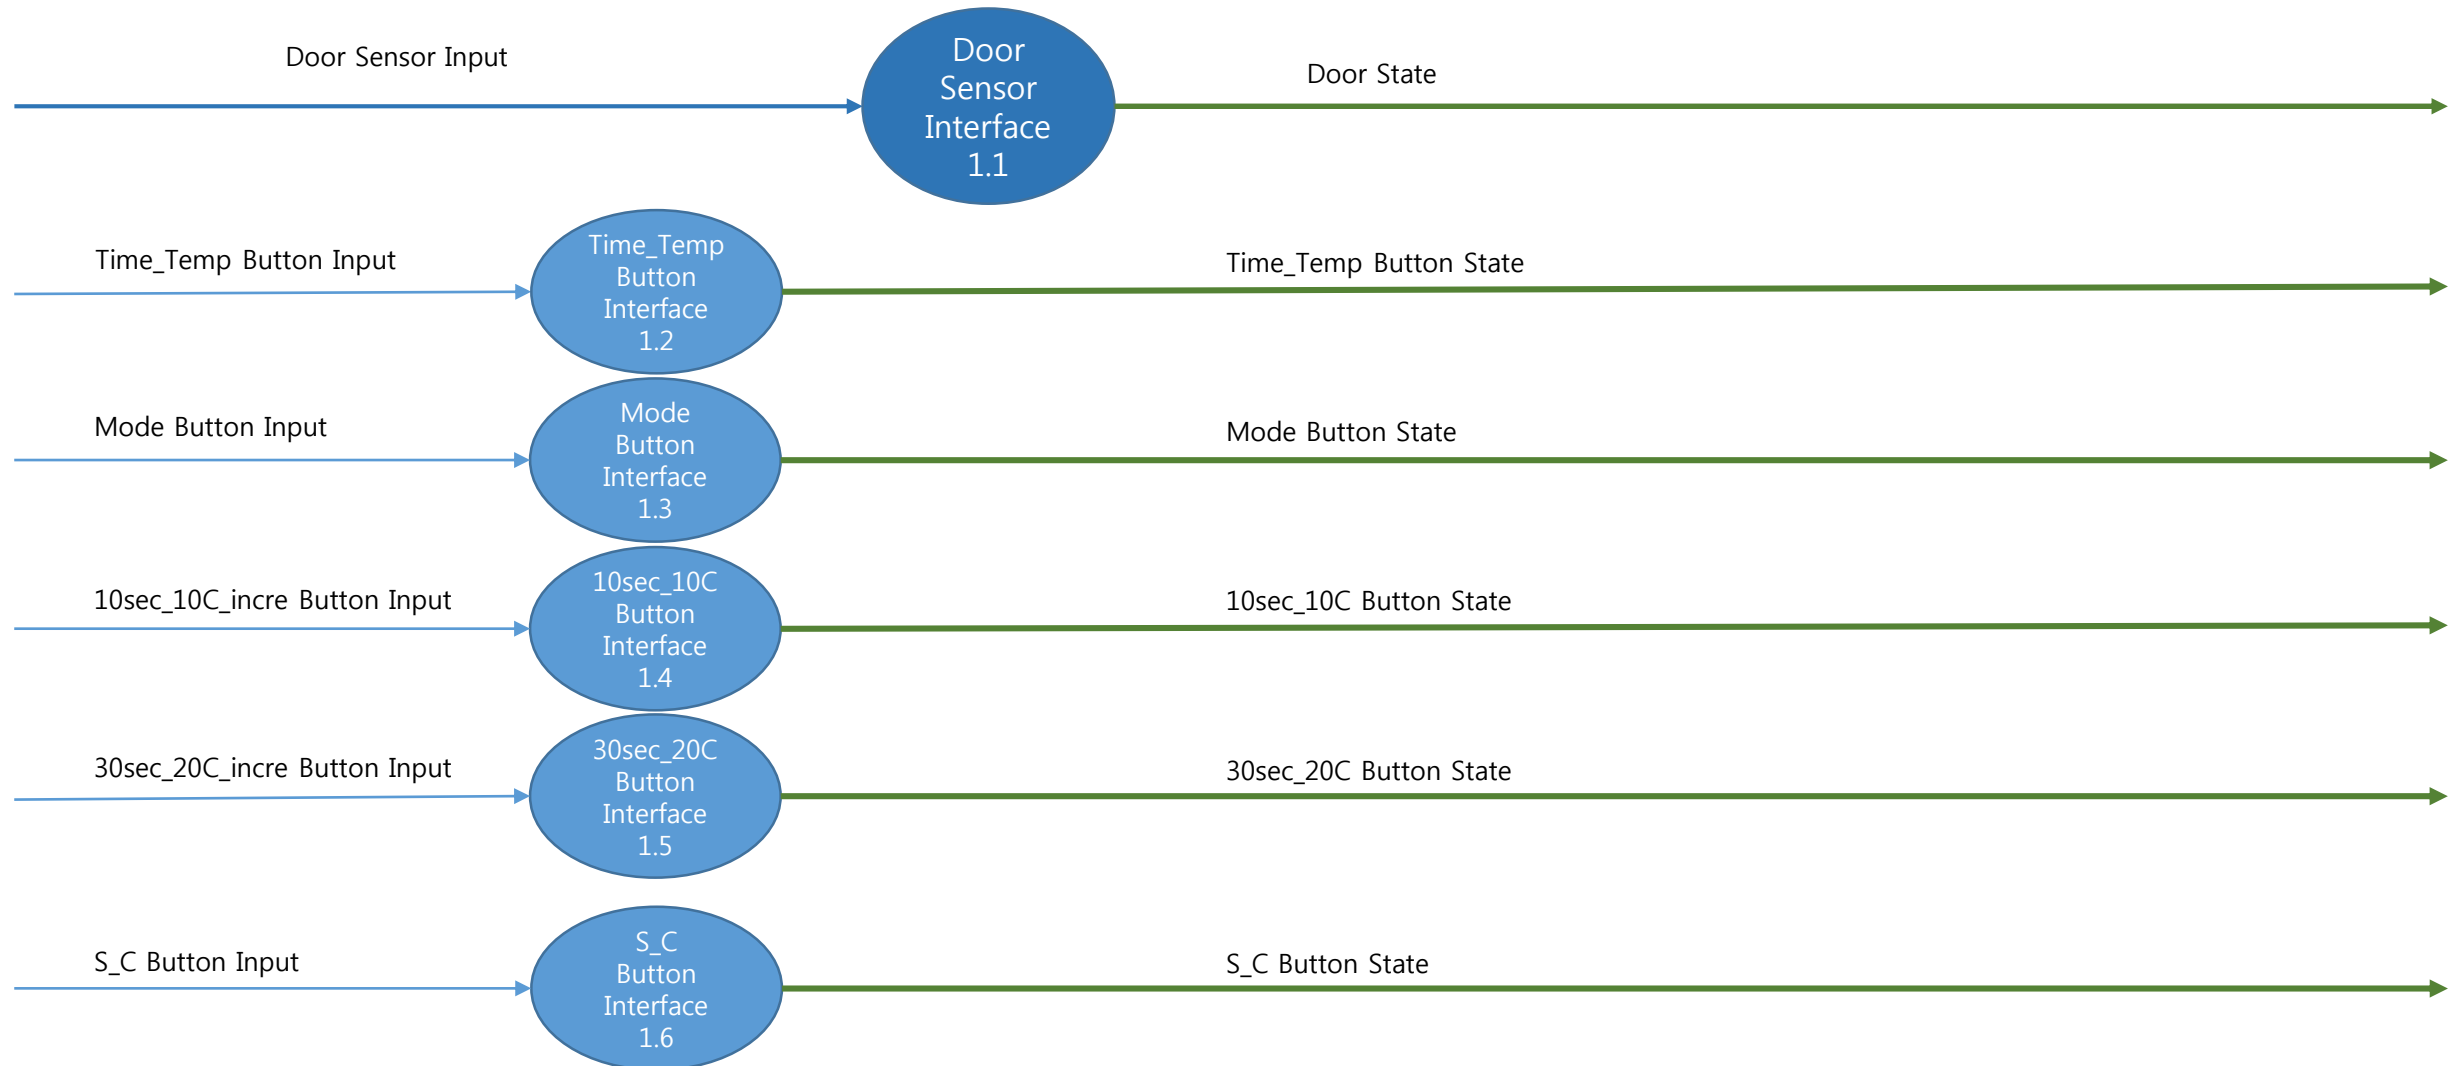 Door Sensor Input
Door
Sensor
Interface
1.1
Door State
Time_Temp Button Input
Time_Temp
Button
Interface
1.2
Time_Temp Button State
Mode Button Input
Mode
Button
Interface
1.3
Mode Button State
10sec_10C_incre Button Input
10sec_10C
Button
Interface
1.4
10sec_10C Button State
30sec_20C_incre Button Input
30sec_20C
Button
Interface
1.5
30sec_20C Button State
S_C Button Input
S_C
Button
Interface
1.6
S_C Button State